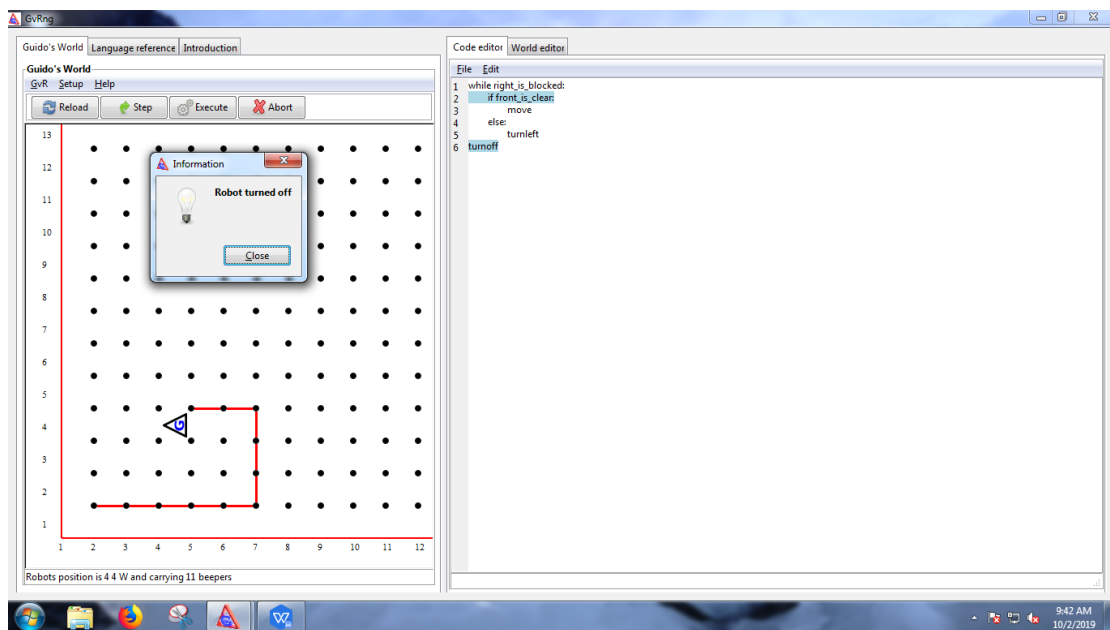 GvRng
Guido's World Language reference Introduction
Guido's World
GvR Setup Help
Reload Step Execute Abort
13
12
11
10
9
8
7
6
5
4
3
2
1
1 2 3 4 5 6 7 8 9 10 11 12
G
Information
Robot turned off
Close
Robots position is 4 4 W and carrying 11 beepers
Code editor World editor
File Edit
1 while right_is_blocked:
2 if front_is_clear:
3 move
4 else:
5 turnleft
6 turnoff
9:42 AM
10/2/2019